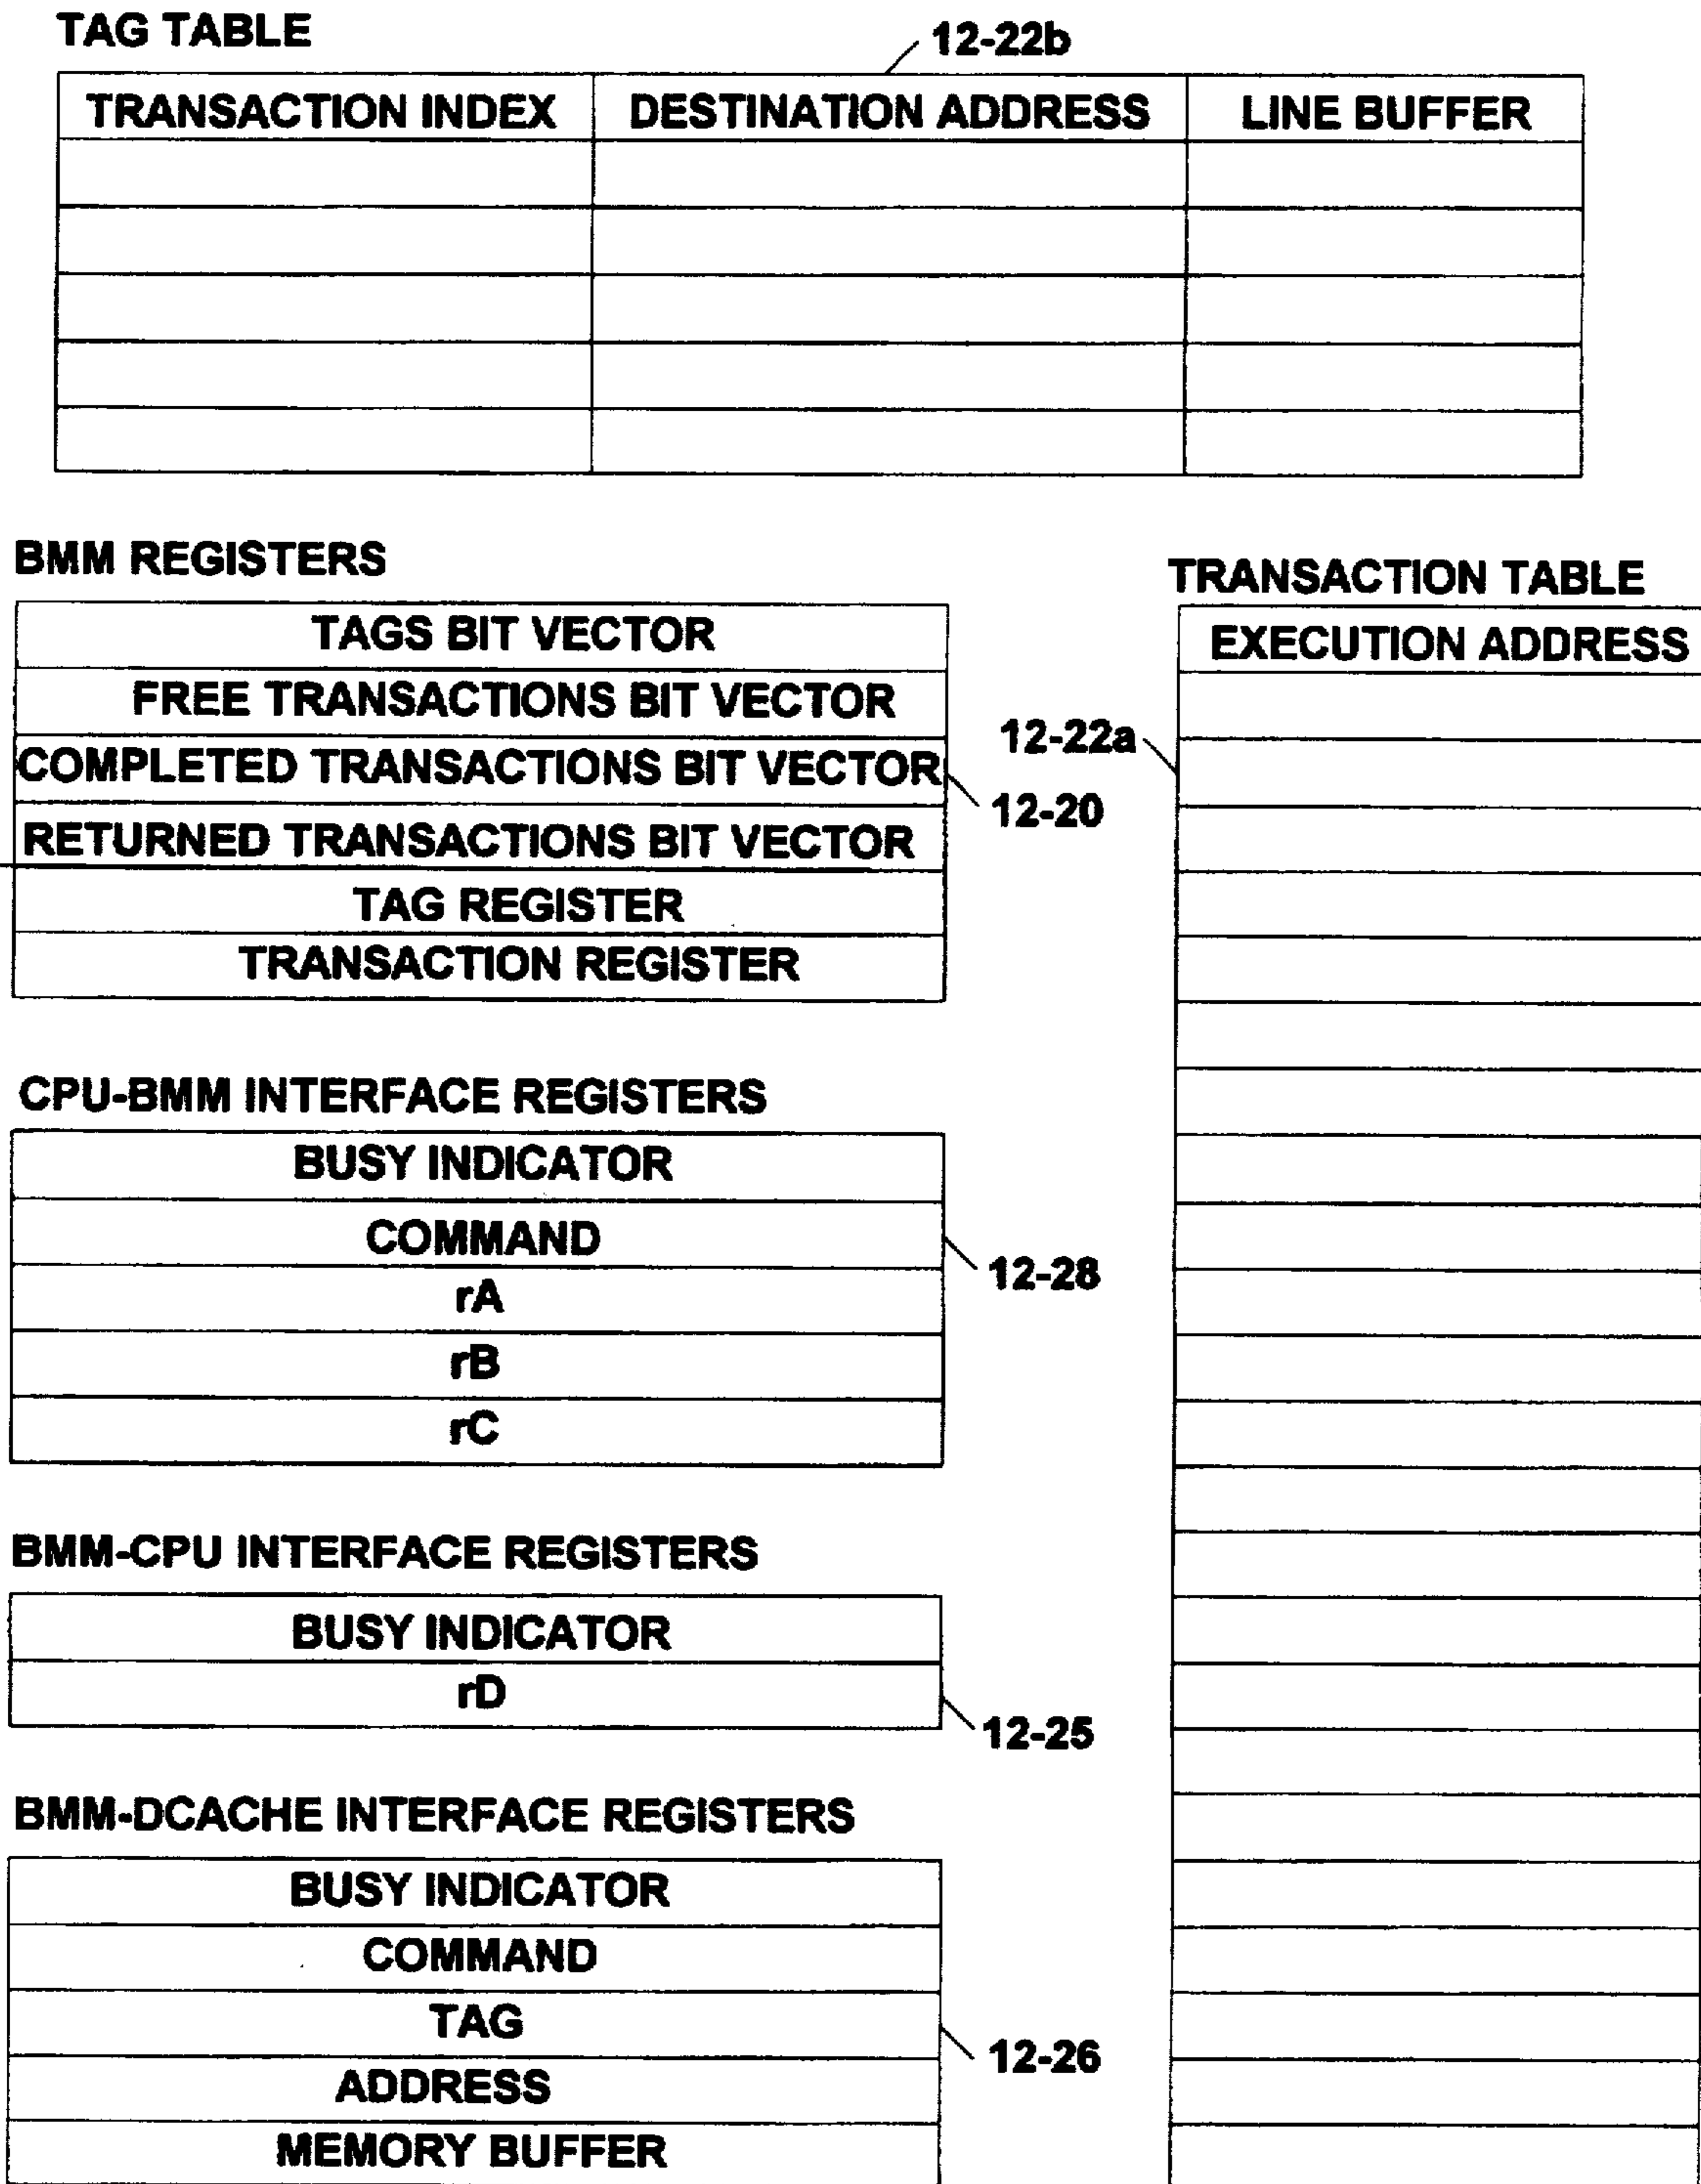 TAG TABLE
12-22b
TRANSACTION INDEX DESTINATION ADDRESS LINE BUFFER
BMM REGISTERS
TAGS BIT VECTOR
FREE TRANSACTIONS BIT VECTOR
COMPLETED TRANSACTIONS BIT VECTOR
12-20
RETURNED TRANSACTIONS BIT VECTOR
TAG REGISTER
TRANSACTION REGISTER
TRANSACTION TABLE
EXECUTION ADDRESS
12-22a
CPU-BMM INTERFACE REGISTERS
BUSY INDICATOR
COMMAND
12-28
rA
rB
rC
BMM-CPU INTERFACE REGISTERS
BUSY INDICATOR
rD
12-25
BMM-DCACHE INTERFACE REGISTERS
BUSY INDICATOR
COMMAND
TAG
12-26
ADDRESS
MEMORY BUFFER